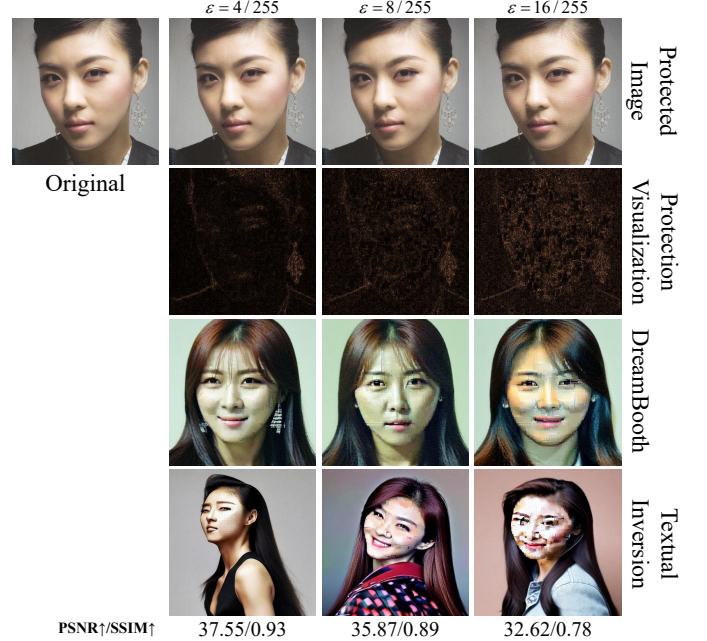 ε = 4 / 255
ε = 8 / 255
ε = 16 / 255
Protected
Image
Original
Protection
Visualization
DreamBooth
Textual
Inversion
PSNR↑/SSIM↑
37.55/0.93
35.87/0.89
32.62/0.78